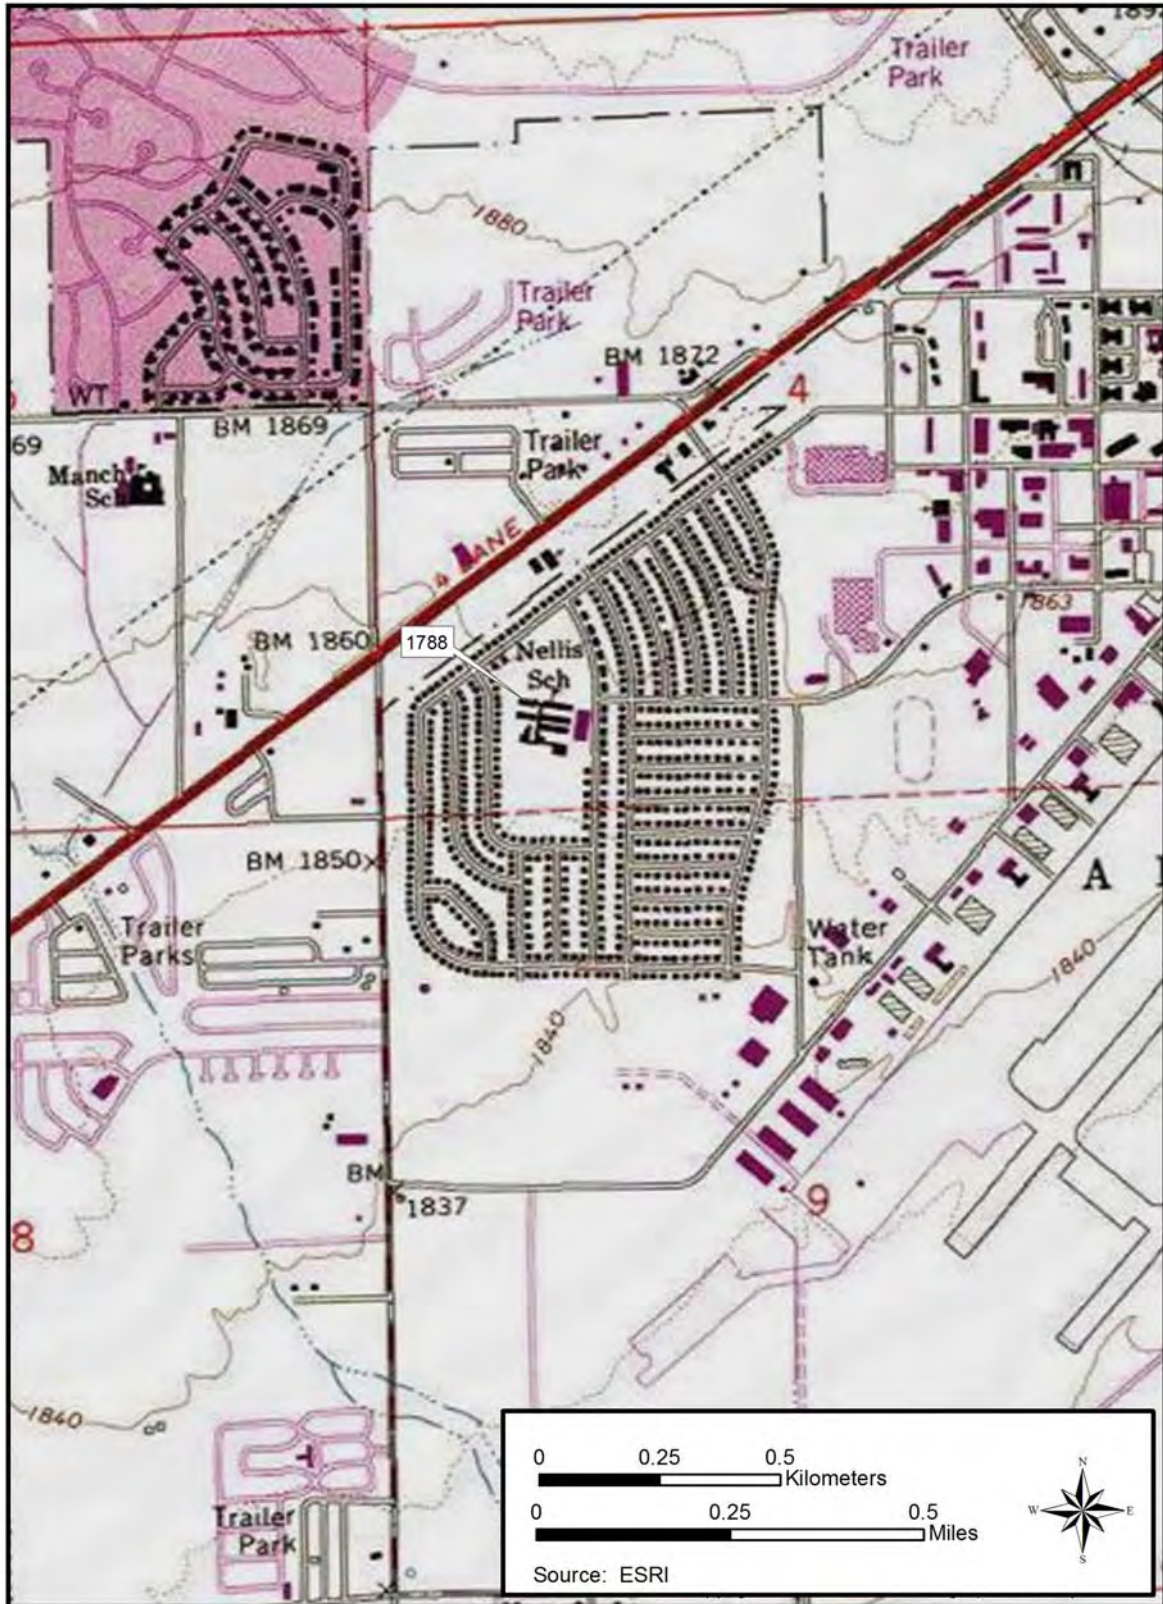 1892
Trailer
Park
1880
Trailer
Park
BM 1872
4
WT
BM 1869
69
Trailer
Park
Manch
Sch
4 LANE
1863
BM 1860
1788
Nellis
Sch
BM 1850
A
Trailer
Parks
Water
Tank
1840
1840
BM
1837
9
8
1840
Trailer
Park
0 0.25 0.5
Kilometers
0 0.25 0.5
Miles
Source: ESRI
N
W E
S